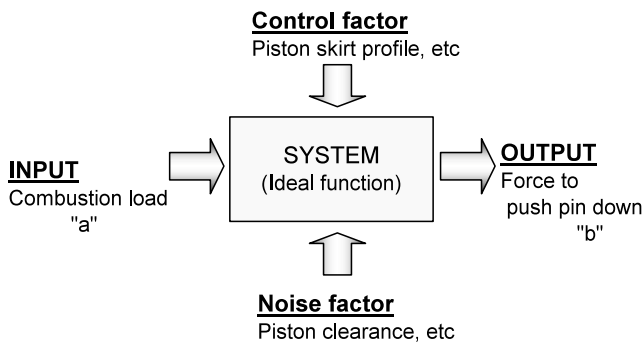 Control factor
Piston skirt profile, etc
INPUT
Combustion load
"a"
SYSTEM
(Ideal function)
OUTPUT
Force to
push pin down
"b"
Noise factor
Piston clearance, etc